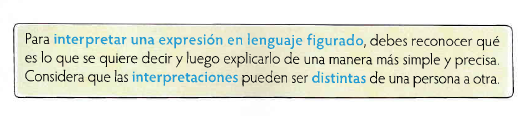 Para interpretar una expresión en lenguaje figurado, debes reconocer qué
es lo que se quiere decir y luego explicarlo de una manera más simple y precisa.
Considera que las interpretaciones pueden ser distintas de una persona a otra.